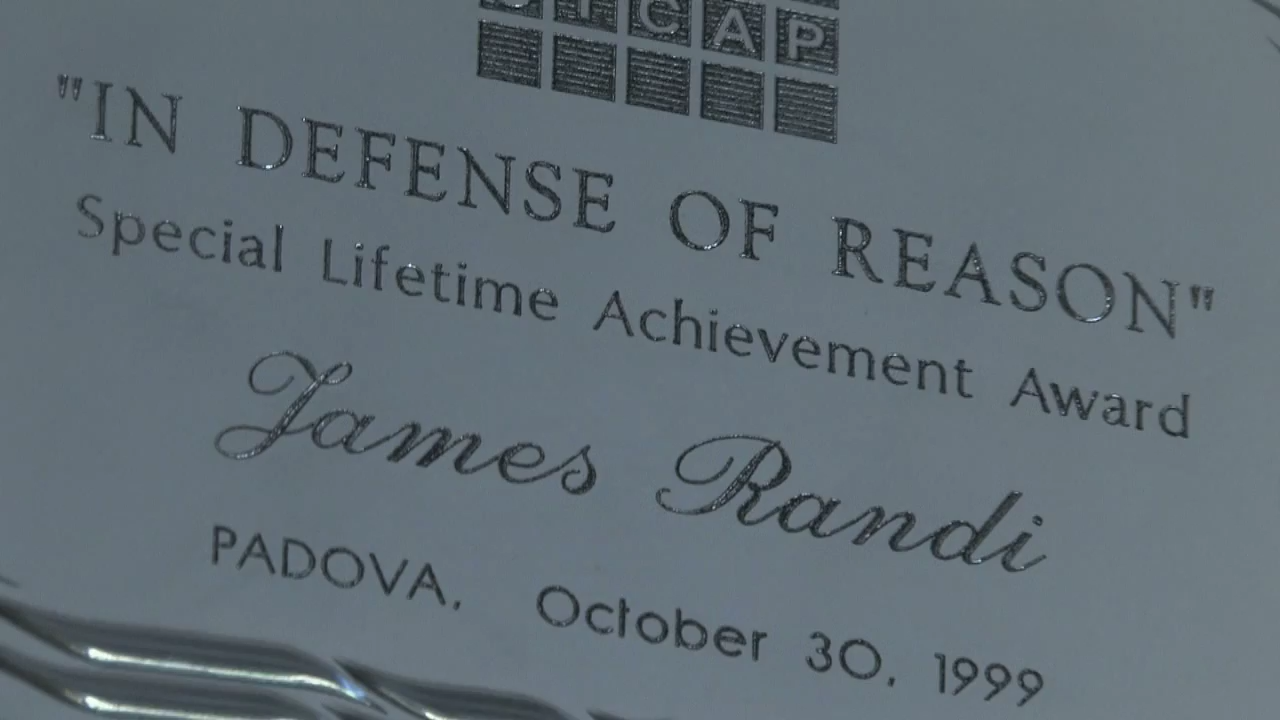 CICAP
"IN DEFENSE OF REASON"
Special Lifetime Achievement Award
James Randi
PADOVA, October 30, 1999